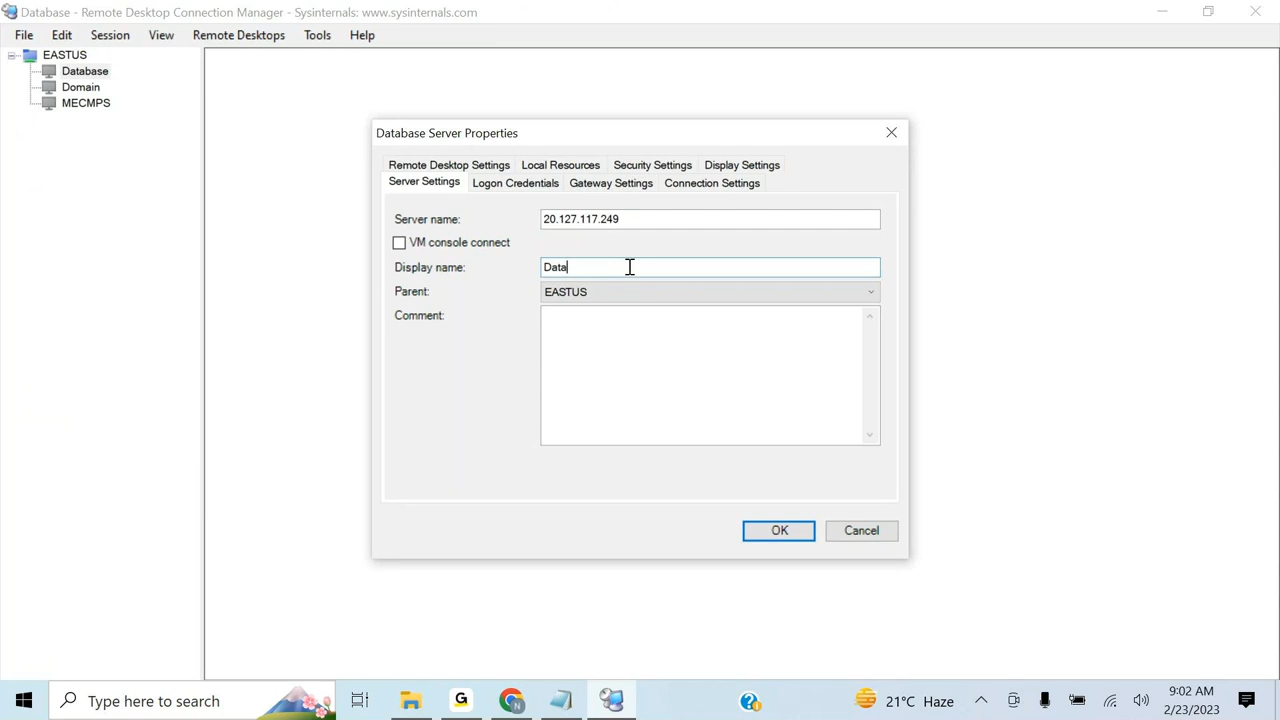 Database - Remote Desktop Connection Manager - Sysinternals: www.sysinternals.com
File Edit Session View Remote Desktops Tools Help
EASTUS
Database
Domain
MECMPS
Database Server Properties
Remote Desktop Settings Local Resources Security Settings Display Settings
Server Settings Logon Credentials Gateway Settings Connection Settings
Server name: 20.127.117.249
VM console connect
Display name: Data
Parent: EASTUS
Comment:
OK Cancel
Type here to search
G
N
21°C Haze
9:02 AM
2/23/2023